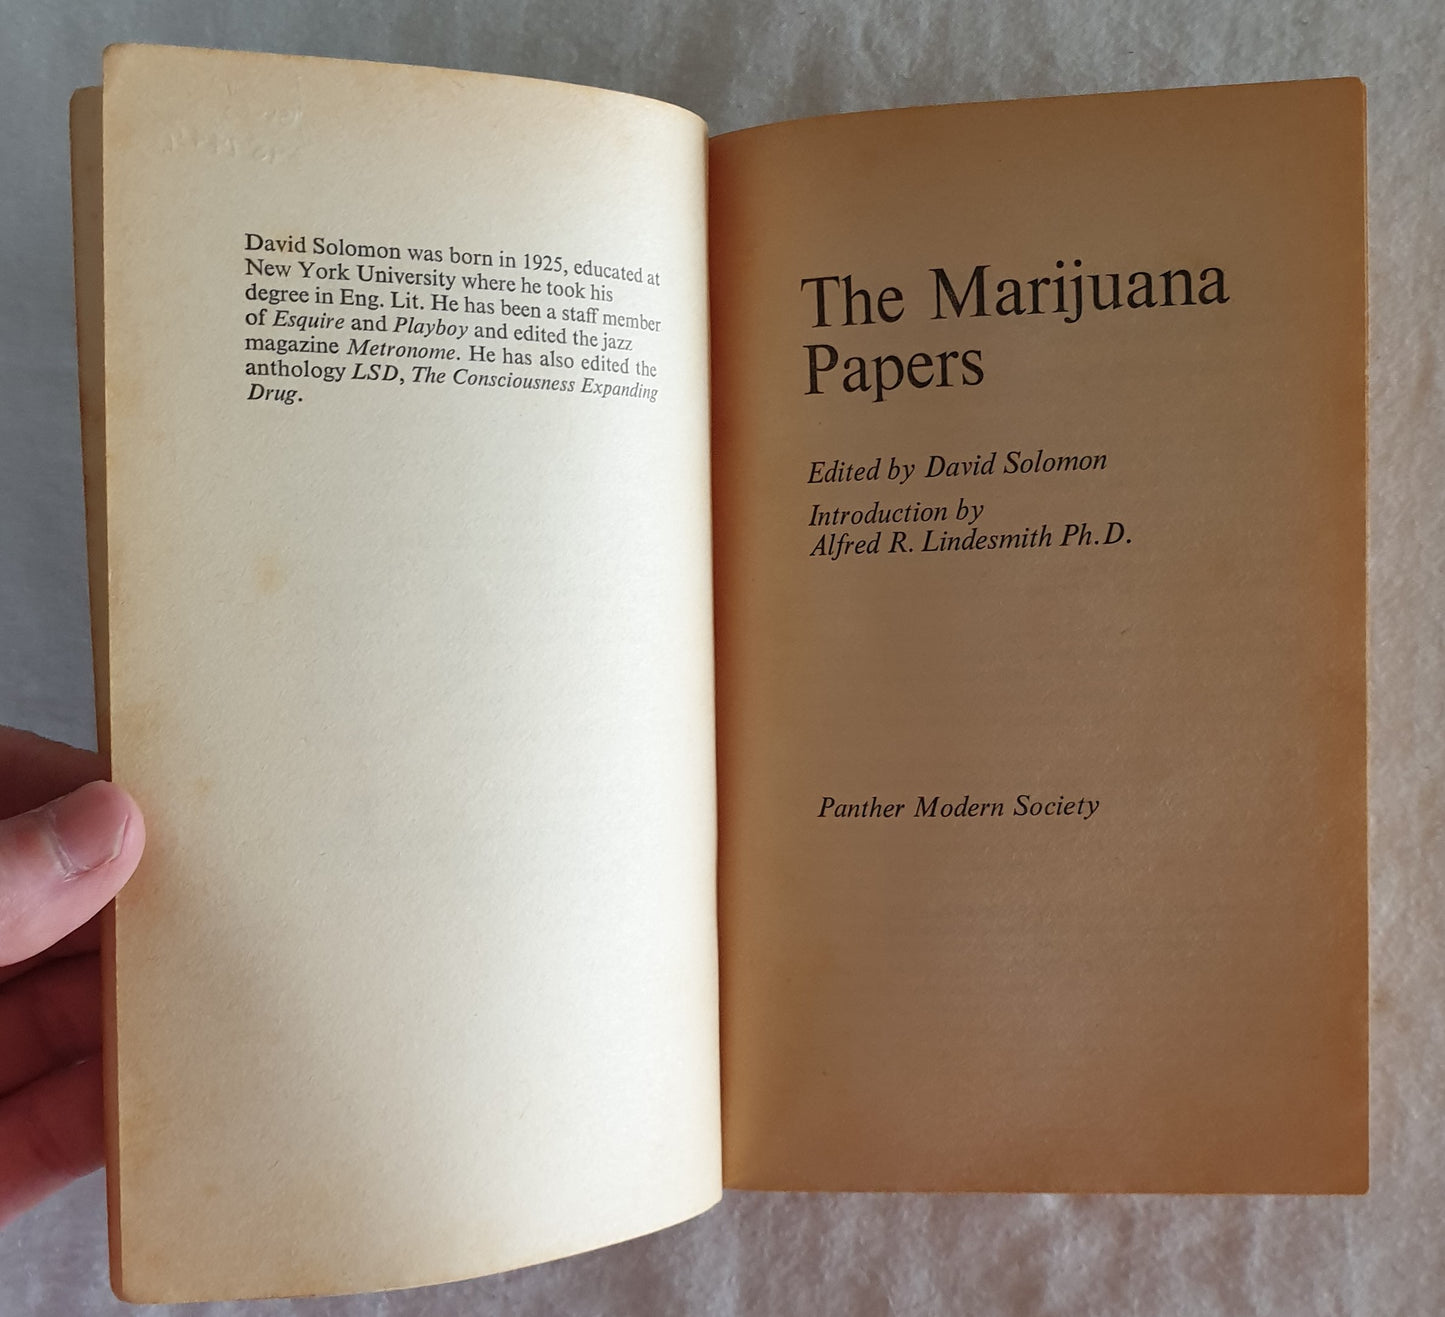 David Solomon was born in 1925, educated at
New York University where he took his
degree in Eng. Lit. He has been a staff member
of Esquire and Playboy and edited the jazz
magazine Metronome. He has also edited the
anthology LSD, The Consciousness Expanding
Drug.
The Marijuana
Papers
Edited by David Solomon
Introduction by
Alfred R. Lindesmith Ph.D.
Panther Modern Society